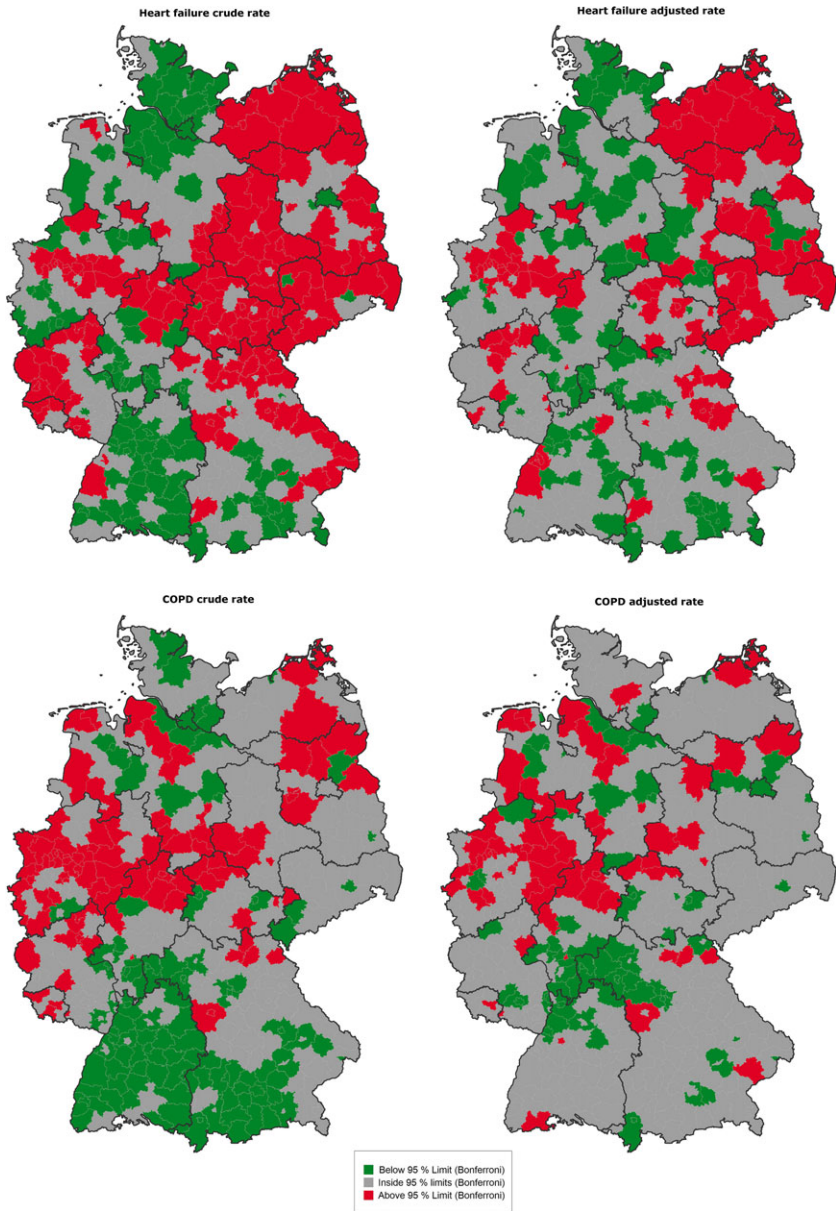 Heart failure crude rate
Heart failure adjusted rate
COPD crude rate
COPD adjusted rate
Below 95 % Limit (Bonferroni)
Inside 95 % limits (Bonferroni)
Above 95 % Limit (Bonferroni)